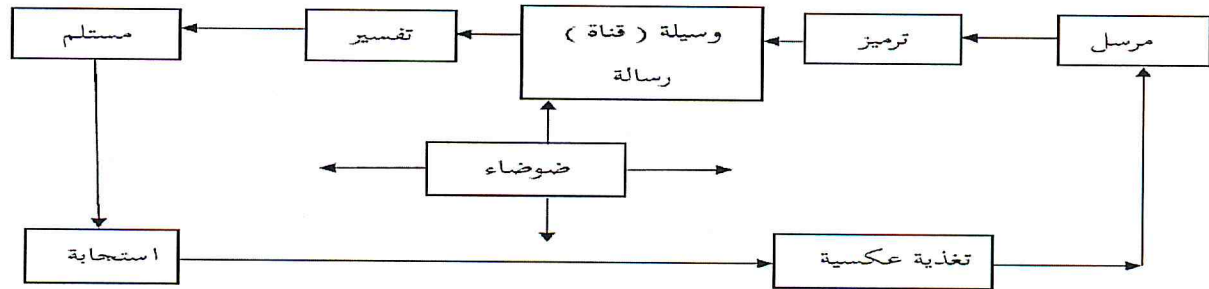 مرسل
ترميز
وسيلة ( قناة )
رسالة
تفسير
مستلم
ضوضاء
استجابة
تغذية عكسية